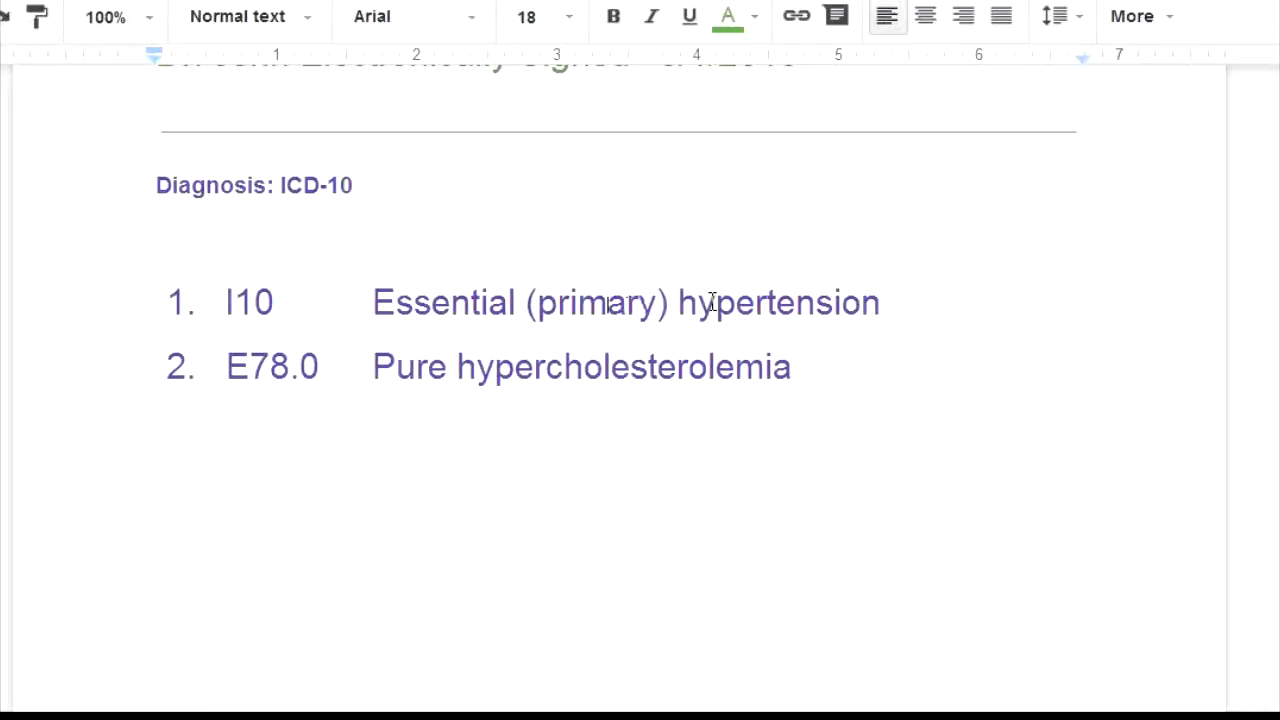 100% Normal text Arial 18 B I U A More
1 2 3 4 5 6 7
Diagnosis: ICD-10
1. I10 Essential (primary) hypertension
2. E78.0 Pure hypercholesterolemia